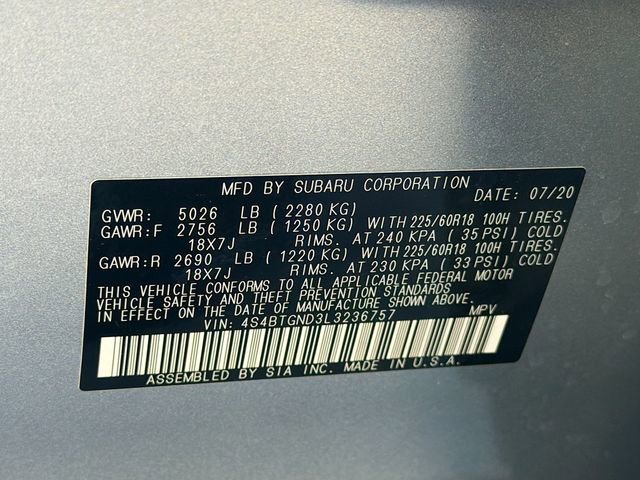 MFD BY SUBARU CORPORATION DATE: 07/20
GVWR: 5026 LB (2280 KG)
GAWR:F 2756 LB (1250 KG) WITH 225/60R18 100H TIRES.
18X7J RIMS. AT 240 KPA (35 PSI) COLD
GAWR:R 2690 LB (1220 KG) WITH 225/60R18 100H TIRES.
18X7J RIMS. AT 230 KPA (33 PSI) COLD
THIS VEHICLE CONFORMS TO ALL APPLICABLE FEDERAL MOTOR
VEHICLE SAFETY AND THEFT PREVENTION STANDARDS
IN EFFECT ON THE DATE OF MANUFACTURE SHOWN ABOVE.
VIN: 4S4BTGND3L3236757 MPV
ASSEMBLED BY SIA INC. MADE IN U.S.A.